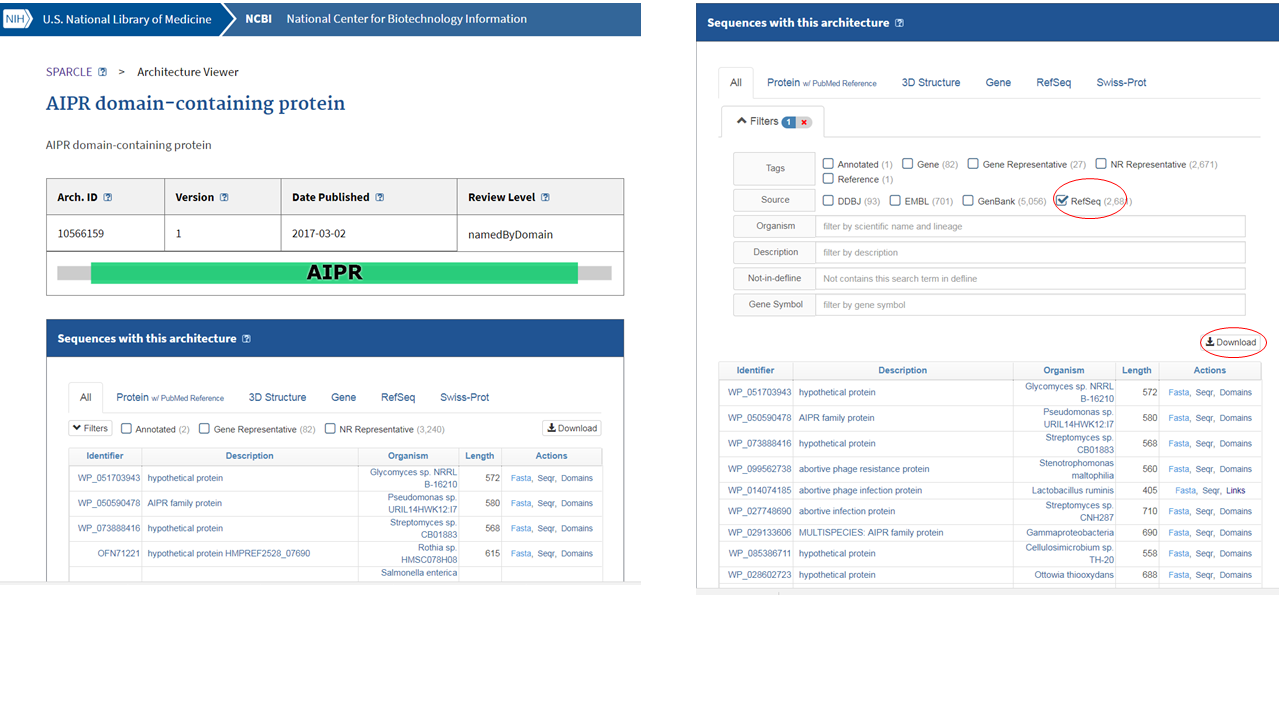 NIH U.S. National Library of Medicine NCBI National Center for Biotechnology Information
SPARCLE ? > Architecture Viewer
AIPR domain-containing protein
AIPR domain-containing protein
Arch. ID ? Version ? Date Published ? Review Level ?
10566159 1 2017-03-02 namedByDomain
AIPR
Sequences with this architecture ?
All Protein w/ PubMed Reference 3D Structure Gene RefSeq Swiss-Prot
Filters Annotated (2) Gene Representative (82) NR Representative (3,240) Download
Identifier Description Organism Length Actions
WP_051703943 hypothetical protein Glycomyces sp. NRRL B-16210 572 Fasta, Seqr, Domains
WP_050590478 AIPR family protein Pseudomonas sp. URIL14HWK12:I7 580 Fasta, Seqr, Domains
WP_073888416 hypothetical protein Streptomyces sp. CB01883 568 Fasta, Seqr, Domains
OFN71221 hypothetical protein HMPREF2528_07690 Rothia sp. HMSC078H08 615 Fasta, Seqr, Domains
Salmonella enterica
Sequences with this architecture ?
All Protein w/ PubMed Reference 3D Structure Gene RefSeq Swiss-Prot
Filters 1 ×
Tags Annotated (1) Gene (82) Gene Representative (27) NR Representative (2,671)
Reference (1)
Source DDBJ (93) EMBL (701) GenBank (5,056) RefSeq (2,68
Organism filter by scientific name and lineage
Description filter by description
Not-in-defline Not contains this search term in defline
Gene Symbol filter by gene symbol
Download
Identifier Description Organism Length Actions
WP_051703943 hypothetical protein Glycomyces sp. NRRL B-16210 572 Fasta, Seqr, Domains
WP_050590478 AIPR family protein Pseudomonas sp. URIL14HWK12:I7 580 Fasta, Seqr, Domains
WP_073888416 hypothetical protein Streptomyces sp. CB01883 568 Fasta, Seqr, Domains
WP_099562738 abortive phage resistance protein Stenotrophomonas maltophilia 560 Fasta, Seqr, Domains
WP_014074185 abortive phage infection protein Lactobacillus ruminis 405 Fasta, Seqr, Links
WP_027748690 abortive infection protein Streptomyces sp. CNH287 710 Fasta, Seqr, Domains
WP_029133606 MULTISPECIES: AIPR family protein Gammaproteobacteria 690 Fasta, Seqr, Domains
WP_085386711 hypothetical protein Cellulosimicrobium sp. TH-20 558 Fasta, Seqr, Domains
WP_028602723 hypothetical protein Ottowia thiooxydans 688 Fasta, Seqr, Domains